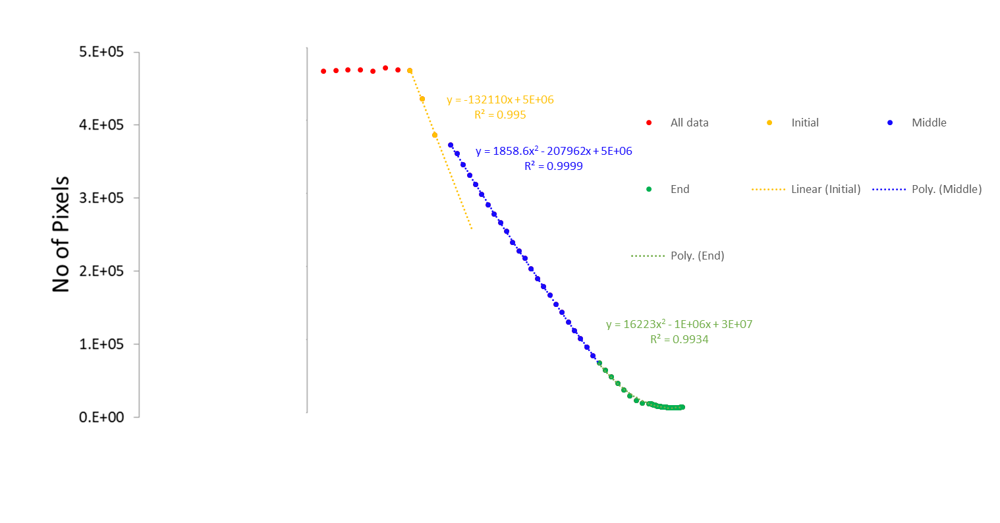 5.E+05
4.E+05
3.E+05
2.E+05
1.E+05
0.E+00
No of Pixels
y = -132110x + 5E+06
R² = 0.995
y = 1858.6x² - 207962x + 5E+06
R² = 0.9999
y = 16223x² - 1E+06x + 3E+07
R² = 0.9934
All data
Initial
Middle
End
Linear (Initial)
Poly. (Middle)
Poly. (End)